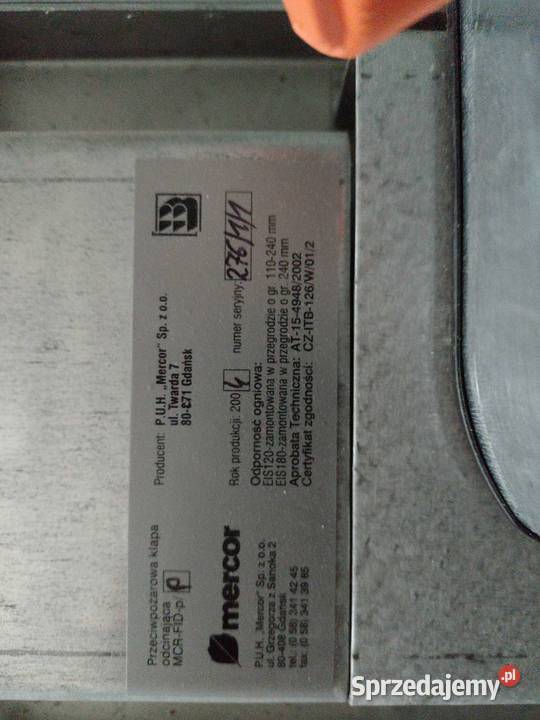 Przeciwpożarowa klapa
odcinająca
MCR-FID-p P
mercor
P.U.H. „Mercor" Sp. z o.o.
ul. Grzegorza z Sanoka 2
80-408 Gdańsk
tel.: (0 58) 341 42 45
fax: (0 58) 341 39 85
Producent: P.U.H. „Mercor" Sp. z o.o.
ul. Twarda 7
80-871 Gdańsk
B
Rok produkcji: 2004 numer seryjny: 276/1/1
Odporność ogniowa:
EIS120-zamontowana w przegrodzie o gr. 110-240 mm
EIS180-zamontowana w przegrodzie o gr. 240 mm
Aprobata Techniczna: AT-15-4948/2002
Certyfikat zgodności: CZ-ITB-126/W/01/2
Sprzedajemy.pl